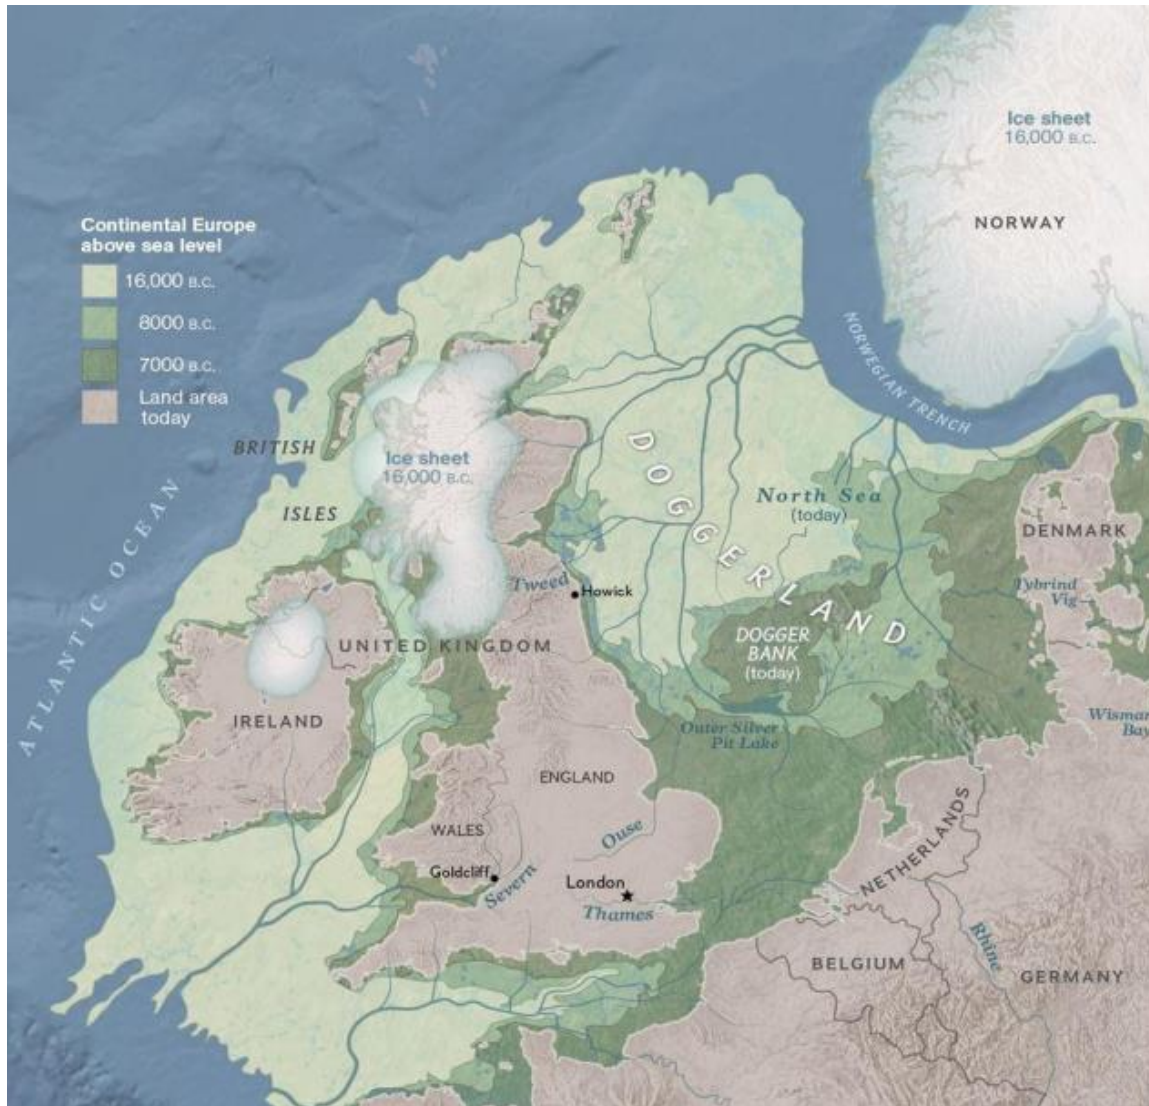 Ice sheet
16,000 B.C.
NORWAY
Continental Europe
above sea level
16,000 B.C.
8000 B.C.
7000 B.C.
Land area
today
NORWEGIAN TRENCH
BRITISH
ISLES
ATLANTIC OCEAN
Ice sheet
16,000 B.C.
DOGGERLAND
North Sea
(today)
DENMARK
Tybrind
Vig
Tweed
Howick
DOGGER
BANK
(today)
UNITED KINGDOM
IRELAND
Outer Silver
Pit Lake
Wismar
Bay
ENGLAND
WALES
Ouse
NETHERLANDS
Goldcliff
Severn
London
Thames
Rhine
BELGIUM
GERMANY